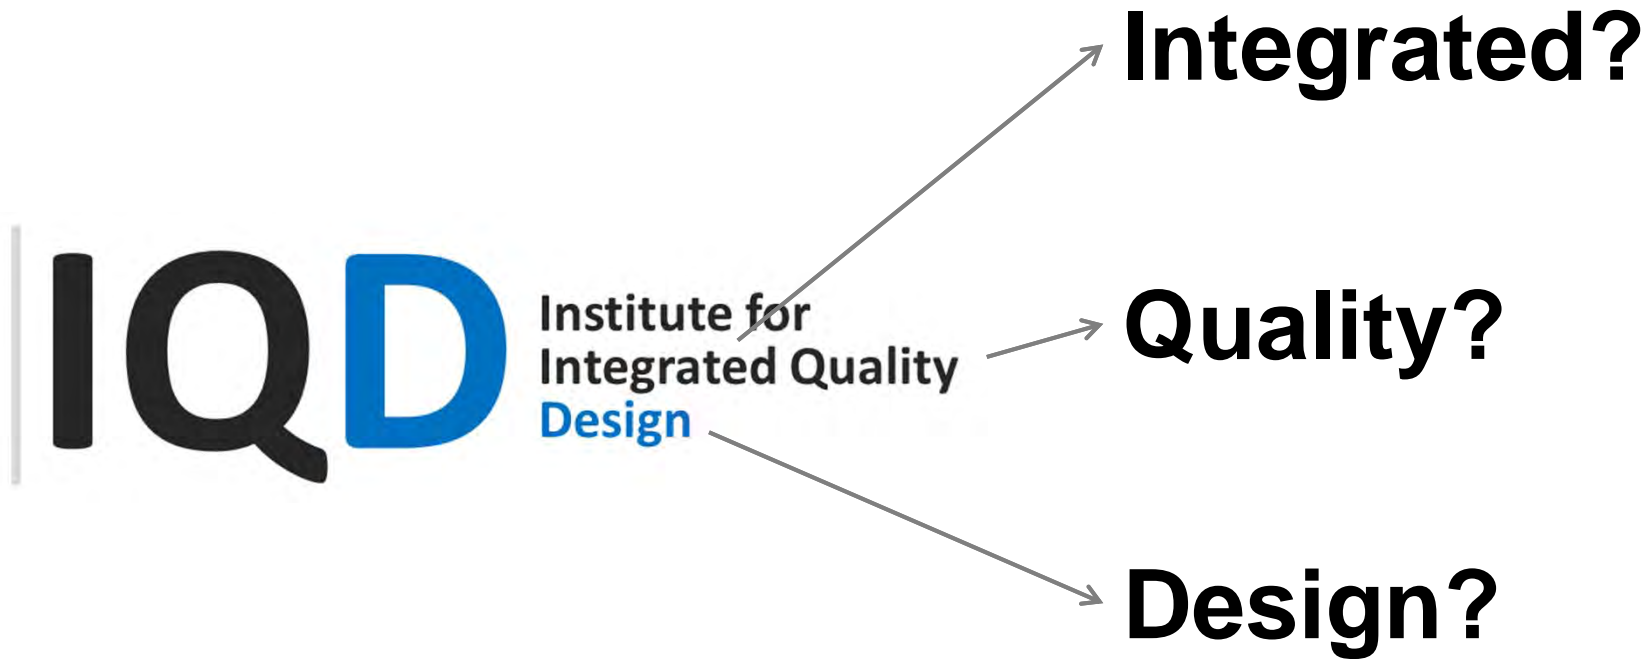 IQD
Institute for
Integrated Quality
Design
Integrated?
Quality?
Design?